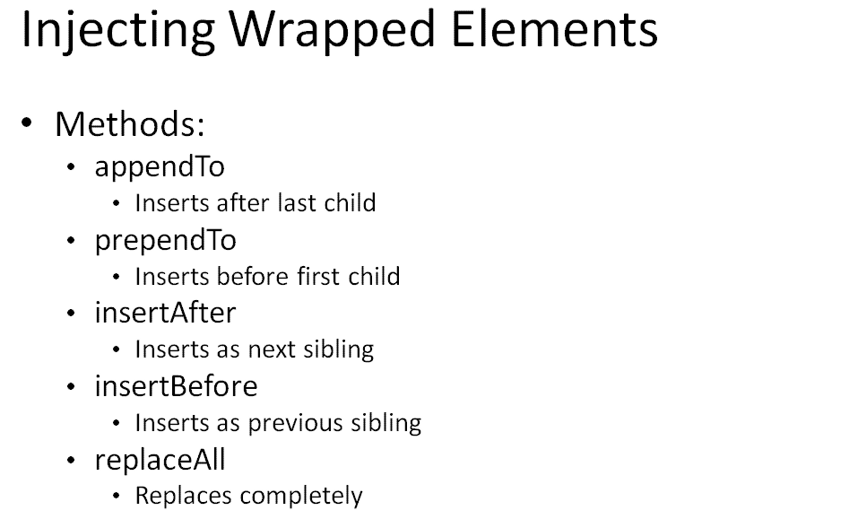 Injecting Wrapped Elements
• Methods:
• appendTo
• Inserts after last child
• prependTo
• Inserts before first child
• insertAfter
• Inserts as next sibling
• insertBefore
• Inserts as previous sibling
• replaceAll
• Replaces completely